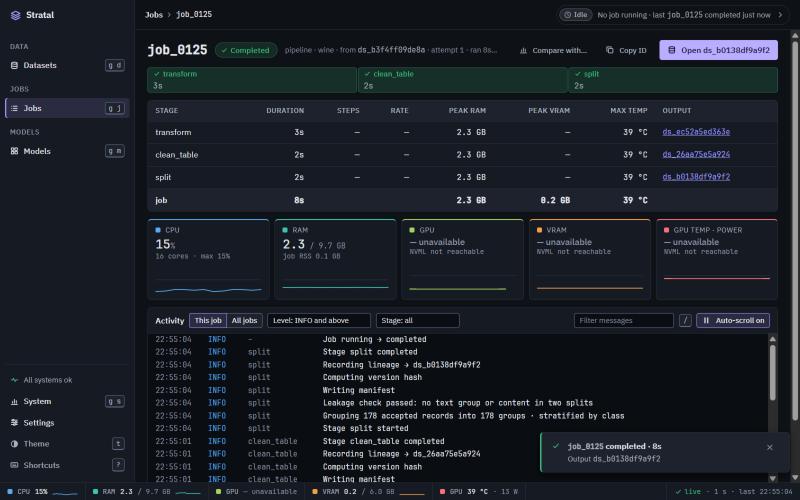 Stratal
Jobs › job_0125
Idle No job running · last job_0125 completed just now
DATA
Datasets g d
JOBS
Jobs g j
MODELS
Models g m
job_0125 Completed pipeline · wine · from ds_b3f4ff09de8a · attempt 1 · ran 8s...
Compare with... Copy ID Open ds_b0138df9a9f2
transform clean_table split
3s 2s 2s
STAGE DURATION STEPS RATE PEAK RAM PEAK VRAM MAX TEMP OUTPUT
transform 3s — — 2.3 GB — 39 °C ds_ec52a5ed363e
clean_table 2s — — 2.3 GB — 39 °C ds_26aa75e5a924
split 2s — — 2.3 GB — 39 °C ds_b0138df9a9f2
job 8s 2.3 GB 0.2 GB 39 °C
CPU
15%
16 cores · max 15%
RAM
2.3 / 9.7 GB
job RSS 0.1 GB
GPU
— unavailable
NVML not reachable
VRAM
— unavailable
NVML not reachable
GPU TEMP · POWER
— unavailable
NVML not reachable
Activity This job All jobs Level: INFO and above Stage: all Filter messages / Auto-scroll on
22:55:04 INFO – Job run → completed
22:55:04 INFO split Stage split completed
22:55:04 INFO split Recording lineage → ds_b0138df9a9f2
22:55:04 INFO split Computing version hash
22:55:04 INFO split Writing manifest
22:55:04 INFO split Leakage check passed: no text group or content in two splits
22:55:04 INFO split Grouping 178 accepted records into 178 groups · stratified by class
22:55:04 INFO split Stage split started
22:55:01 INFO clean_table Stage clean_table completed
22:55:01 INFO clean_table Recording lineage → ds_26aa75e5a924
22:55:01 INFO clean_table Computing version hash
22:55:01 INFO clean_table Writing manifest
job_0125 completed · 8s
Output ds_b0138df9a9f2
All systems ok
System g s
Settings
Theme t
Shortcuts ?
CPU 15% RAM 2.3 / 9.7 GB GPU — unavailable VRAM 0.2 / 6.0 GB GPU 39 °C · 13 W live · 1 s · last 22:55:04